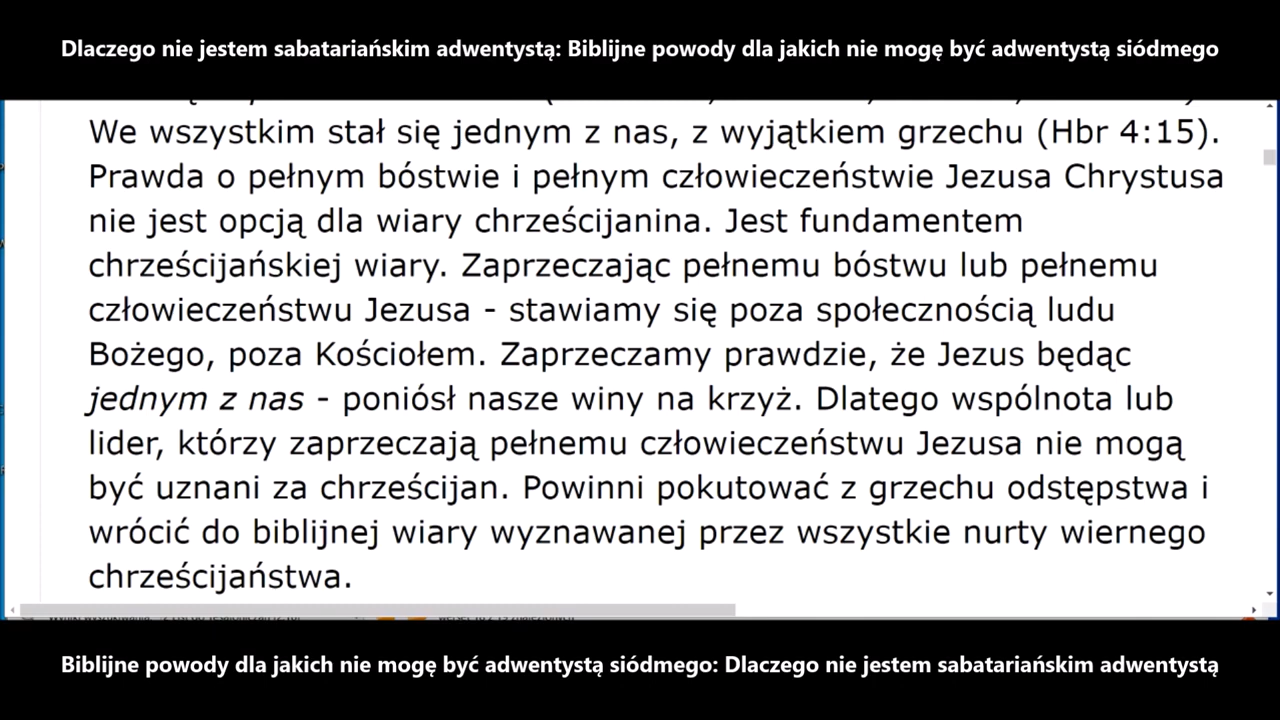 Dlaczego nie jestem sabatariańskim adwentystą: Biblijne powody dla jakich nie mogę być adwentystą siódmego
We wszystkim stał się jednym z nas, z wyjątkiem grzechu (Hbr 4:15).
Prawda o pełnym bóstwie i pełnym człowieczeństwie Jezusa Chrystusa
nie jest opcją dla wiary chrześcijanina. Jest fundamentem
chrześcijańskiej wiary. Zaprzeczając pełnemu bóstwu lub pełnemu
człowieczeństwu Jezusa - stawiamy się poza społecznością ludu
Bożego, poza Kościołem. Zaprzeczamy prawdzie, że Jezus będąc
jednym z nas - poniósł nasze winy na krzyż. Dlatego wspólnota lub
lider, którzy zaprzeczają pełnemu człowieczeństwu Jezusa nie mogą
być uznani za chrześcijan. Powinni pokutować z grzechu odstępstwa i
wrócić do biblijnej wiary wyznawanej przez wszystkie nurty wiernego
chrześcijaństwa.
Biblijne powody dla jakich nie mogę być adwentystą siódmego: Dlaczego nie jestem sabatariańskim adwentystą